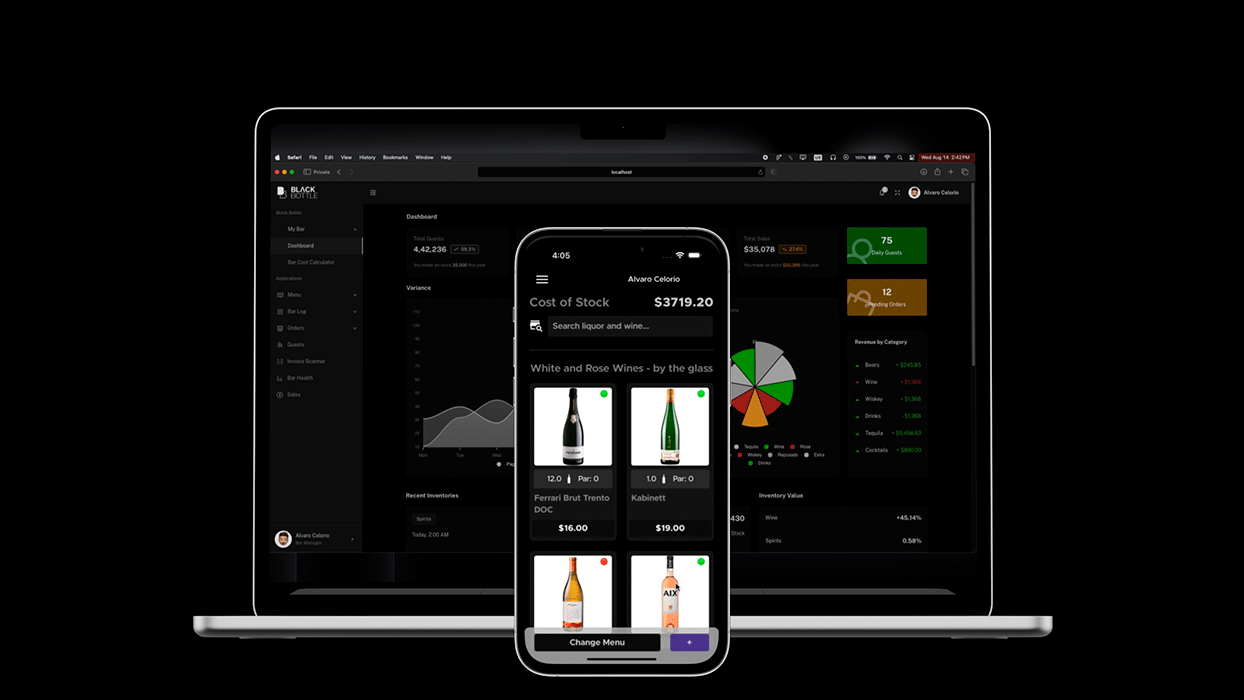 Safari File Edit View History Bookmarks Window Help
US
100%
Wed Aug 14 2:42PM
Private
localhost
BLACK
BOTTLE
Alvaro Celorio
Black Bottle
My Bar
Dashboard
Bar Cost Calculator
Applications
Menu
Bar Log
Orders
Guests
Invoice Scanner
Bar Health
Sales
Alvaro Celorio
Bar Manager
Dashboard
Total Guests
4,42,236
59.3%
You made an extra 35,000 this year
Variance
Mon
Tue
Wed
Recent Inventories
Spirits
Today, 2:00 AM
4:05
Alvaro Celorio
Cost of Stock
$3719.20
Search liquor and wine...
White and Rose Wines - by the glass
12.0
Par: 0
Ferrari Brut Trento
DOC
$16.00
1.0
Par: 0
Kabinett
$19.00
AIX
Change Menu
+
Total Sales
$35,078
27.4%
You made an extra $20,395 this year
75
Daily Guests
12
Pending Orders
Tequila Wine Rose
Wiskey Reposado Extra
Drinks
Revenue by Category
Beers + $245.85
Wine + $1,368
Wiskey + $1,368
Drinks -$1,368
Tequila + $5,458.63
Cocktails + $890.00
430
Stock
Inventory Value
Wine +45.14%
Spirits 0.58%